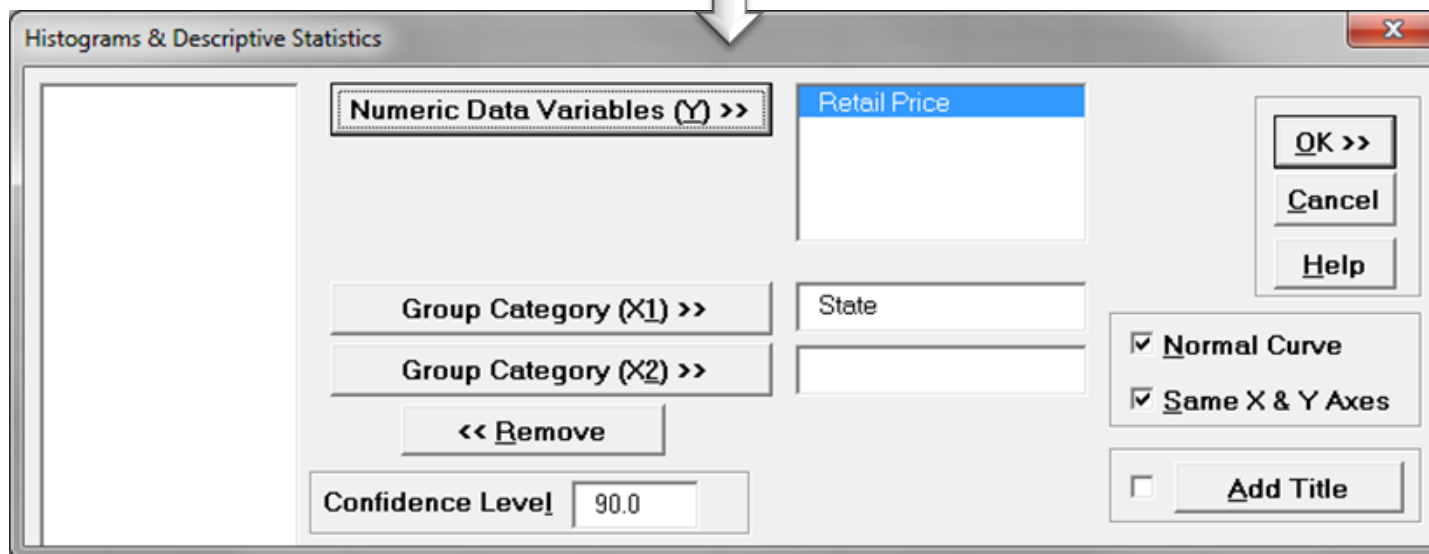 Histograms & Descriptive Statistics
x
Numeric Data Variables (Y) >>
Retail Price
OK >>
Cancel
Help
Group Category (X1) >>
State
Group Category (X2) >>
Normal Curve
Same X & Y Axes
<< Remove
Confidence Level
90.0
Add Title